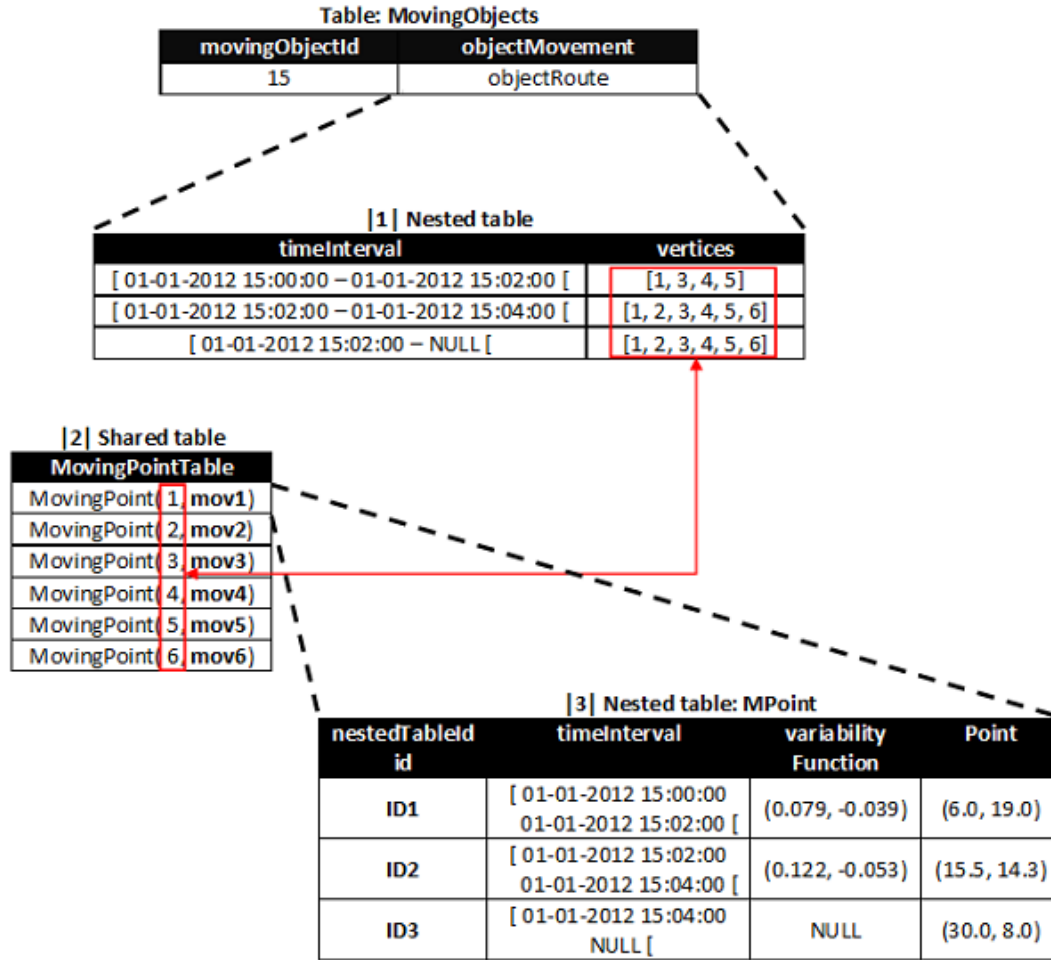 Table: MovingObjects
movingObjectId objectMovement
15 objectRoute
|1| Nested table
timeInterval vertices
[ 01-01-2012 15:00:00 – 01-01-2012 15:02:00 [ [1, 3, 4, 5]
[ 01-01-2012 15:02:00 – 01-01-2012 15:04:00 [ [1, 2, 3, 4, 5, 6]
[ 01-01-2012 15:02:00 – NULL [ [1, 2, 3, 4, 5, 6]
|2| Shared table
MovingPointTable
MovingPoint( 1, mov1)
MovingPoint( 2, mov2)
MovingPoint( 3, mov3)
MovingPoint( 4, mov4)
MovingPoint( 5, mov5)
MovingPoint( 6, mov6)
|3| Nested table: MPoint
nestedTableId timeInterval variability Point
id Function
[ 01-01-2012 15:00:00
ID1 (0.079, -0.039) (6.0, 19.0)
01-01-2012 15:02:00 [
[ 01-01-2012 15:02:00
ID2 (0.122, -0.053) (15.5, 14.3)
01-01-2012 15:04:00 [
[ 01-01-2012 15:04:00
ID3 NULL (30.0, 8.0)
NULL [